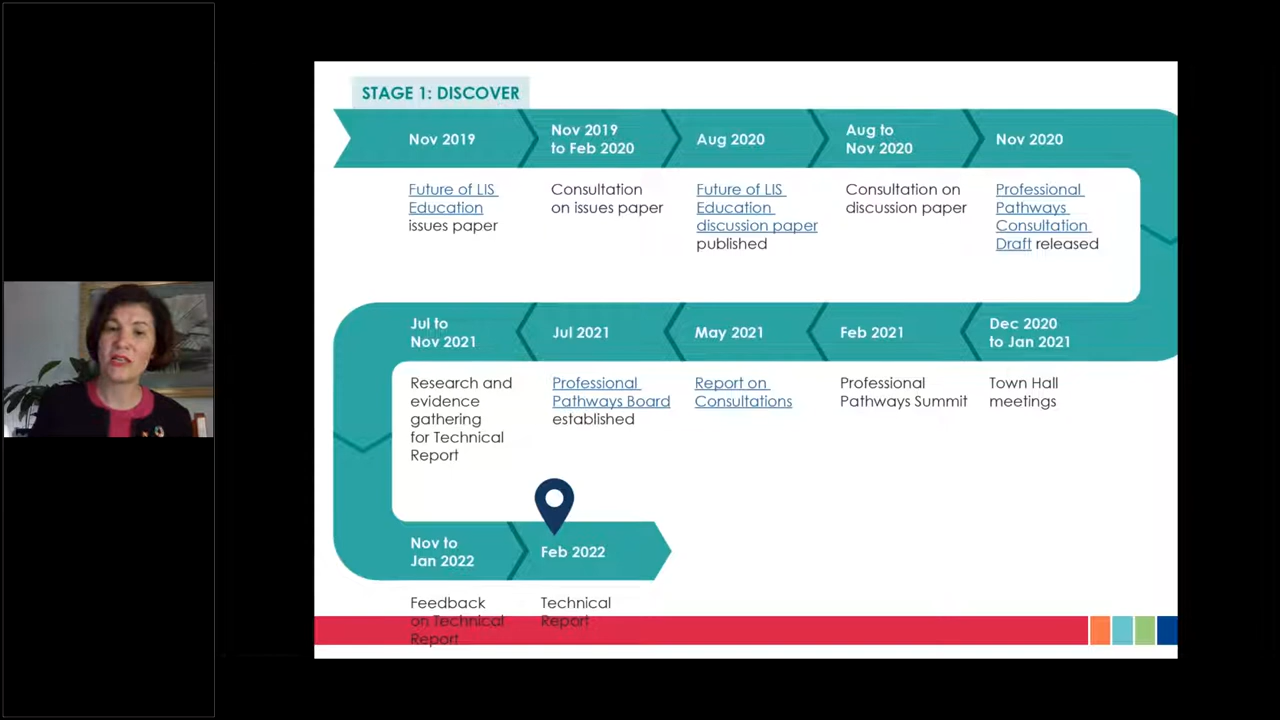 STAGE 1: DISCOVER
Nov 2019
Nov 2019
to Feb 2020
Aug 2020
Aug to
Nov 2020
Nov 2020
Future of LIS
Education
issues paper
Consultation
on issues paper
Future of LIS
Education
discussion paper
published
Consultation on
discussion paper
Professional
Pathways
Consultation
Draft released
Jul to
Nov 2021
Jul 2021
May 2021
Feb 2021
Dec 2020
to Jan 2021
Research and
evidence
gathering
for Technical
Report
Professional
Pathways Board
established
Report on
Consultations
Professional
Pathways Summit
Town Hall
meetings
Nov to
Jan 2022
Feb 2022
Feedback
on Technical
Report
Technical
Report